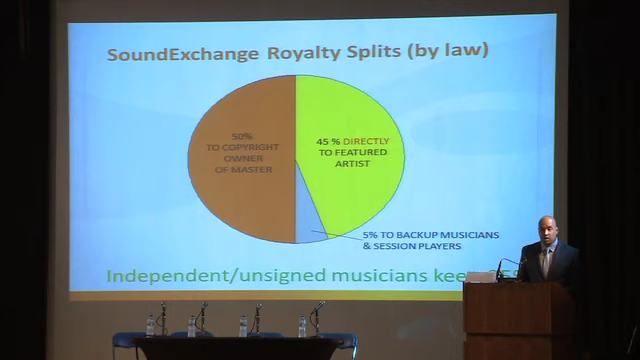 SoundExchange Royalty Splits (by law)
50%
TO COPYRIGHT
OWNER
OF MASTER
45 % DIRECTLY
TO FEATURED
ARTIST
5% TO BACKUP MUSICIANS
& SESSION PLAYERS
Independent/unsigned musicians keep